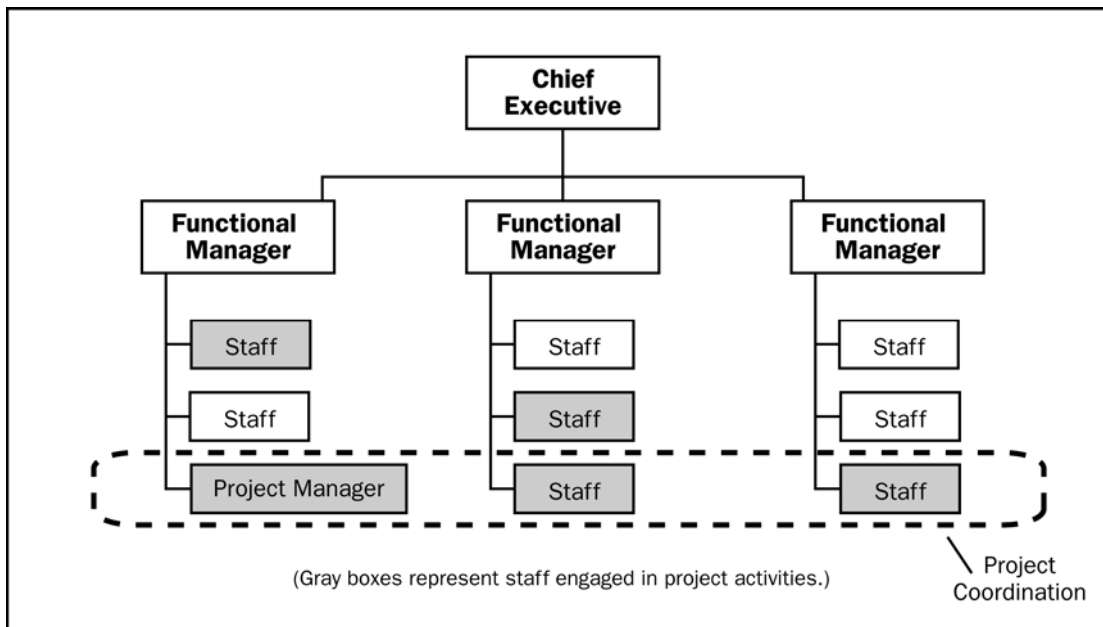 Chief
Executive
Functional
Manager
Functional
Manager
Functional
Manager
Staff
Staff
Staff
Staff
Staff
Staff
Project Manager
Staff
Staff
(Gray boxes represent staff engaged in project activities.)
Project
Coordination